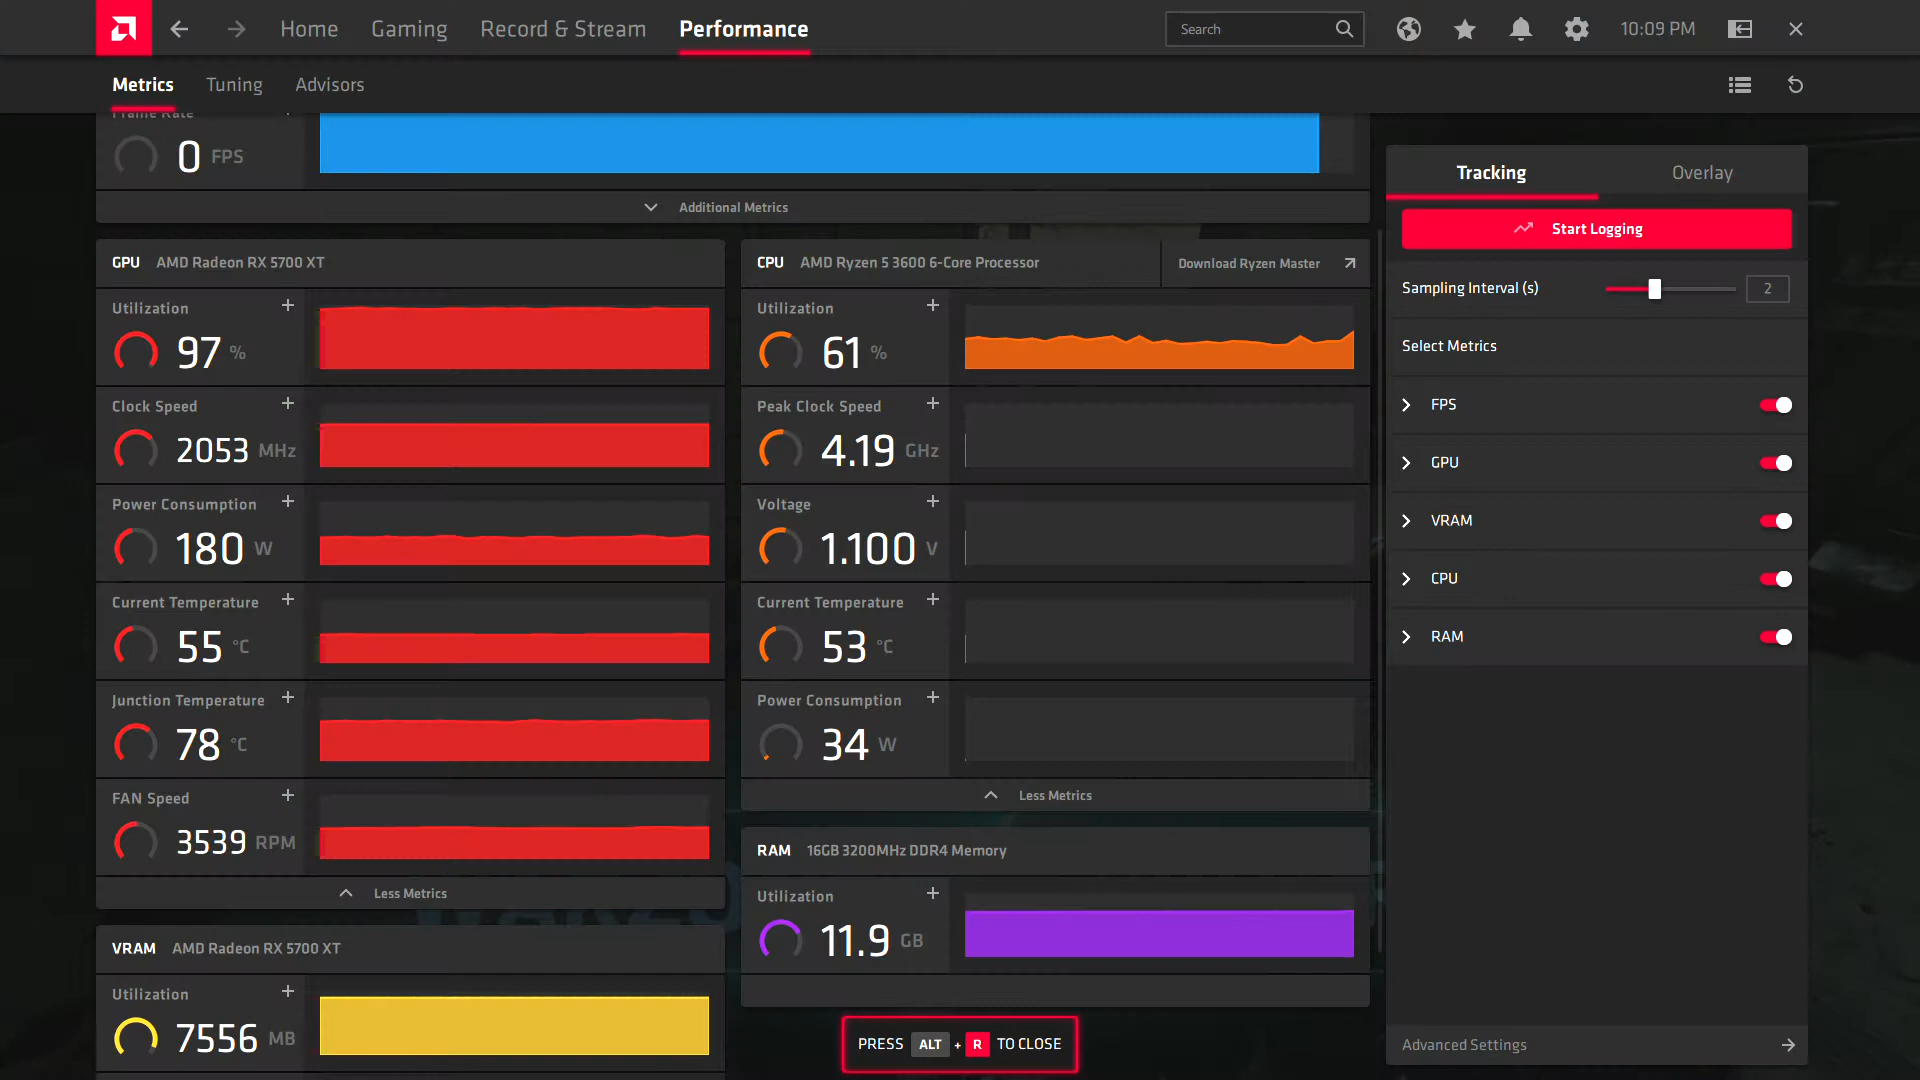 Home Gaming Record & Stream Performance Search 10:09 PM
Metrics Tuning Advisors
Frame Rate
0 FPS
Additional Metrics
GPU AMD Radeon RX 5700 XT
Utilization
97 %
Clock Speed
2053 MHz
Power Consumption
180 W
Current Temperature
55 °C
Junction Temperature
78 °C
FAN Speed
3539 RPM
Less Metrics
VRAM AMD Radeon RX 5700 XT
Utilization
7556 MB
CPU AMD Ryzen 5 3600 6-Core Processor Download Ryzen Master
Utilization
61 %
Peak Clock Speed
4.19 GHz
Voltage
1.100 V
Current Temperature
53 °C
Power Consumption
34 W
Less Metrics
RAM 16GB 3200MHz DDR4 Memory
Utilization
11.9 GB
PRESS ALT + R TO CLOSE
Tracking Overlay
Start Logging
Sampling Interval (s) 2
Select Metrics
FPS
GPU
VRAM
CPU
RAM
Advanced Settings